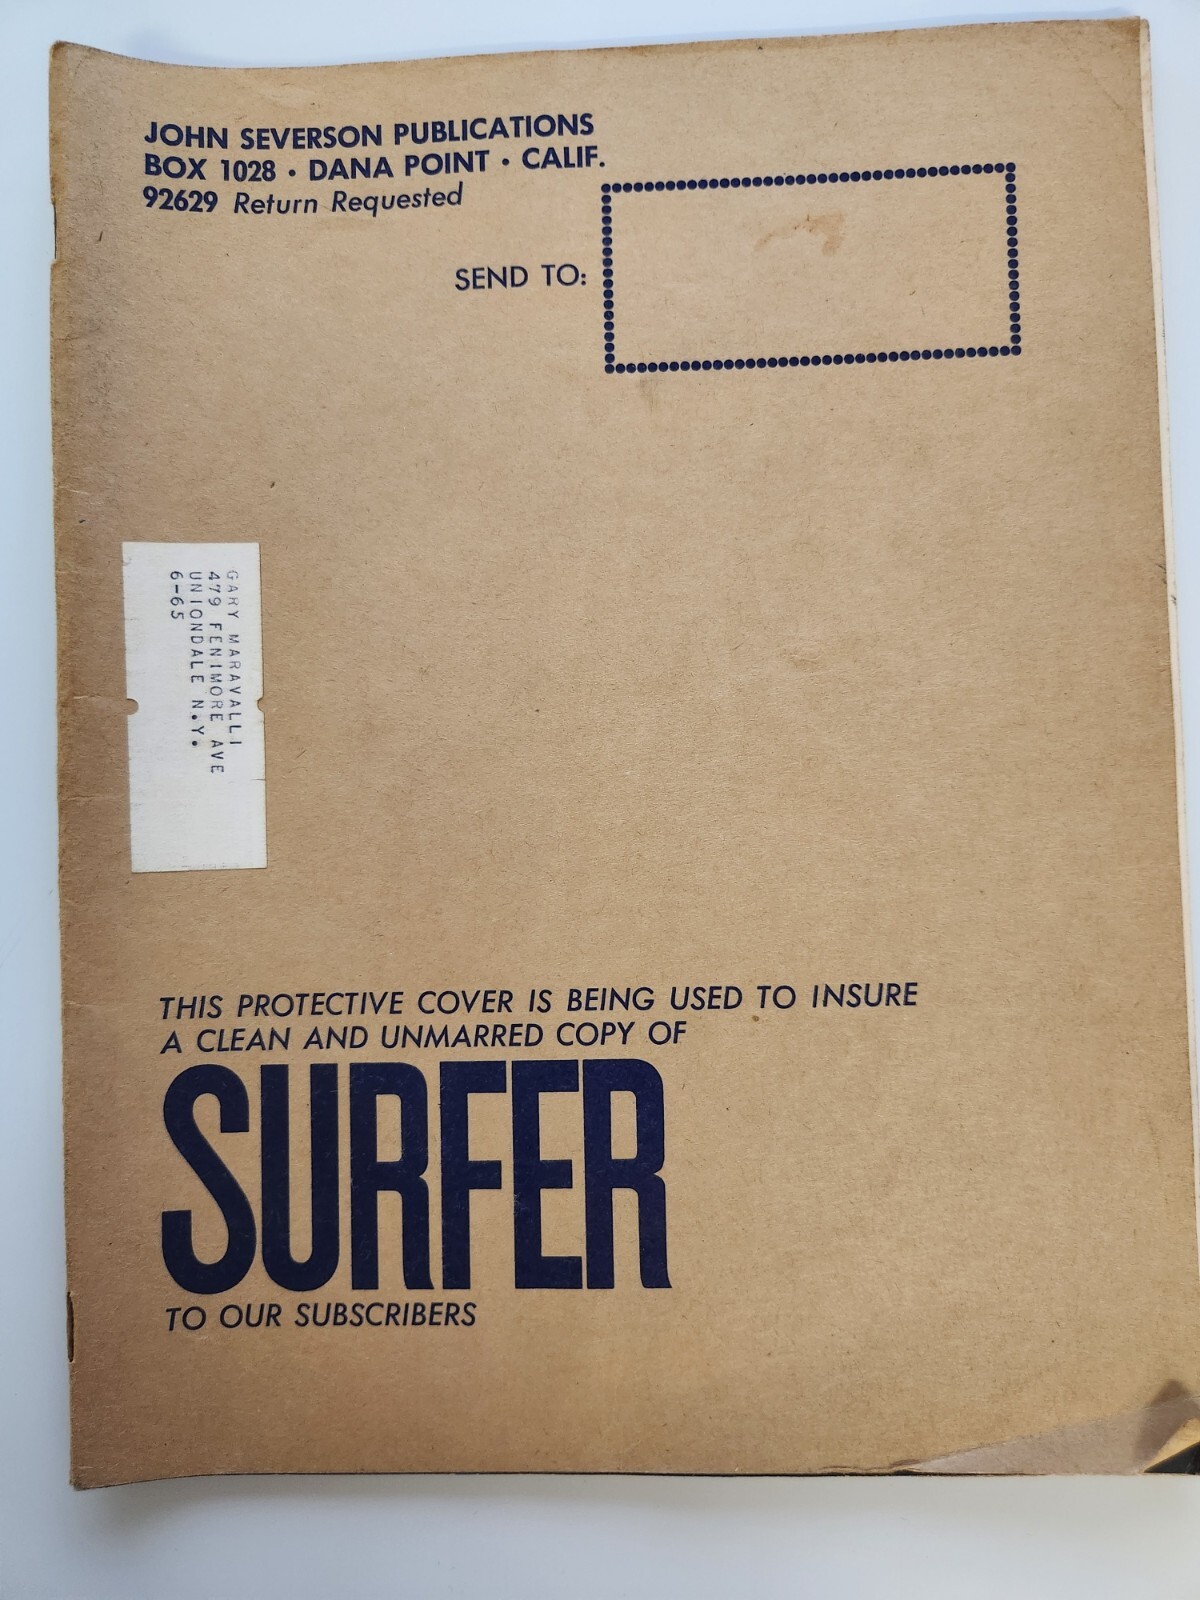 JOHN SEVERSON PUBLICATIONS
BOX 1028 • DANA POINT • CALIF.
92629 Return Requested
SEND TO:
GARY MARAVALLI
479 FENIMORE AVE
UNIONDALE N.Y.
6-65
THIS PROTECTIVE COVER IS BEING USED TO INSURE
A CLEAN AND UNMARRED COPY OF
SURFER
TO OUR SUBSCRIBERS